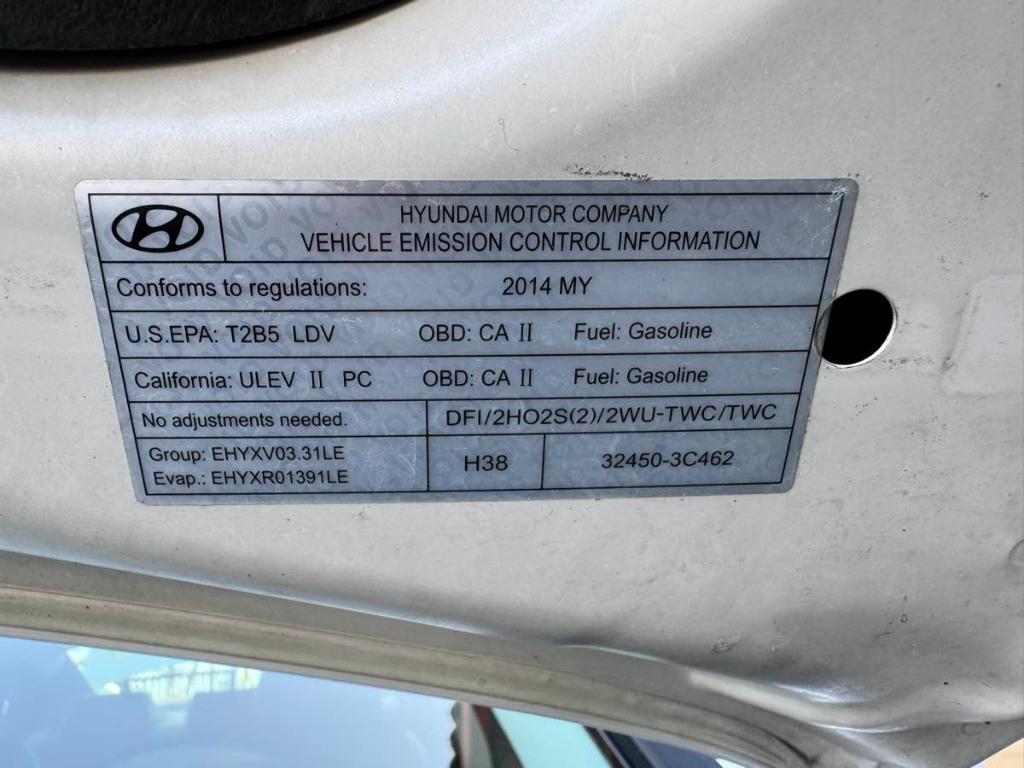 HYUNDAI MOTOR COMPANY
VEHICLE EMISSION CONTROL INFORMATION
Conforms to regulations: 2014 MY
U.S.EPA: T2B5 LDV OBD: CA II Fuel: Gasoline
California: ULEV II PC OBD: CA II Fuel: Gasoline
No adjustments needed. DFI/2HO2S(2)/2WU-TWC/TWC
Group: EHYXV03.31LE
Evap.: EHYXR01391LE
H38
32450-3C462